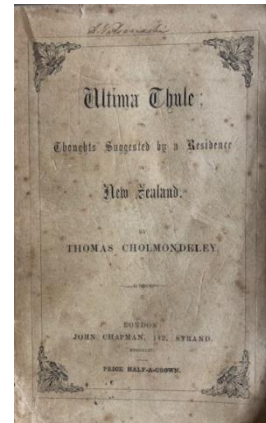 Ultima Thule;
Thoughts Suggested by a Residence
New Zealand.
BY
THOMAS CHOLMONDELEY.
LONDON
JOHN CHAPMAN, 142, STRAND.
PRICE HALF-A-CROWN.